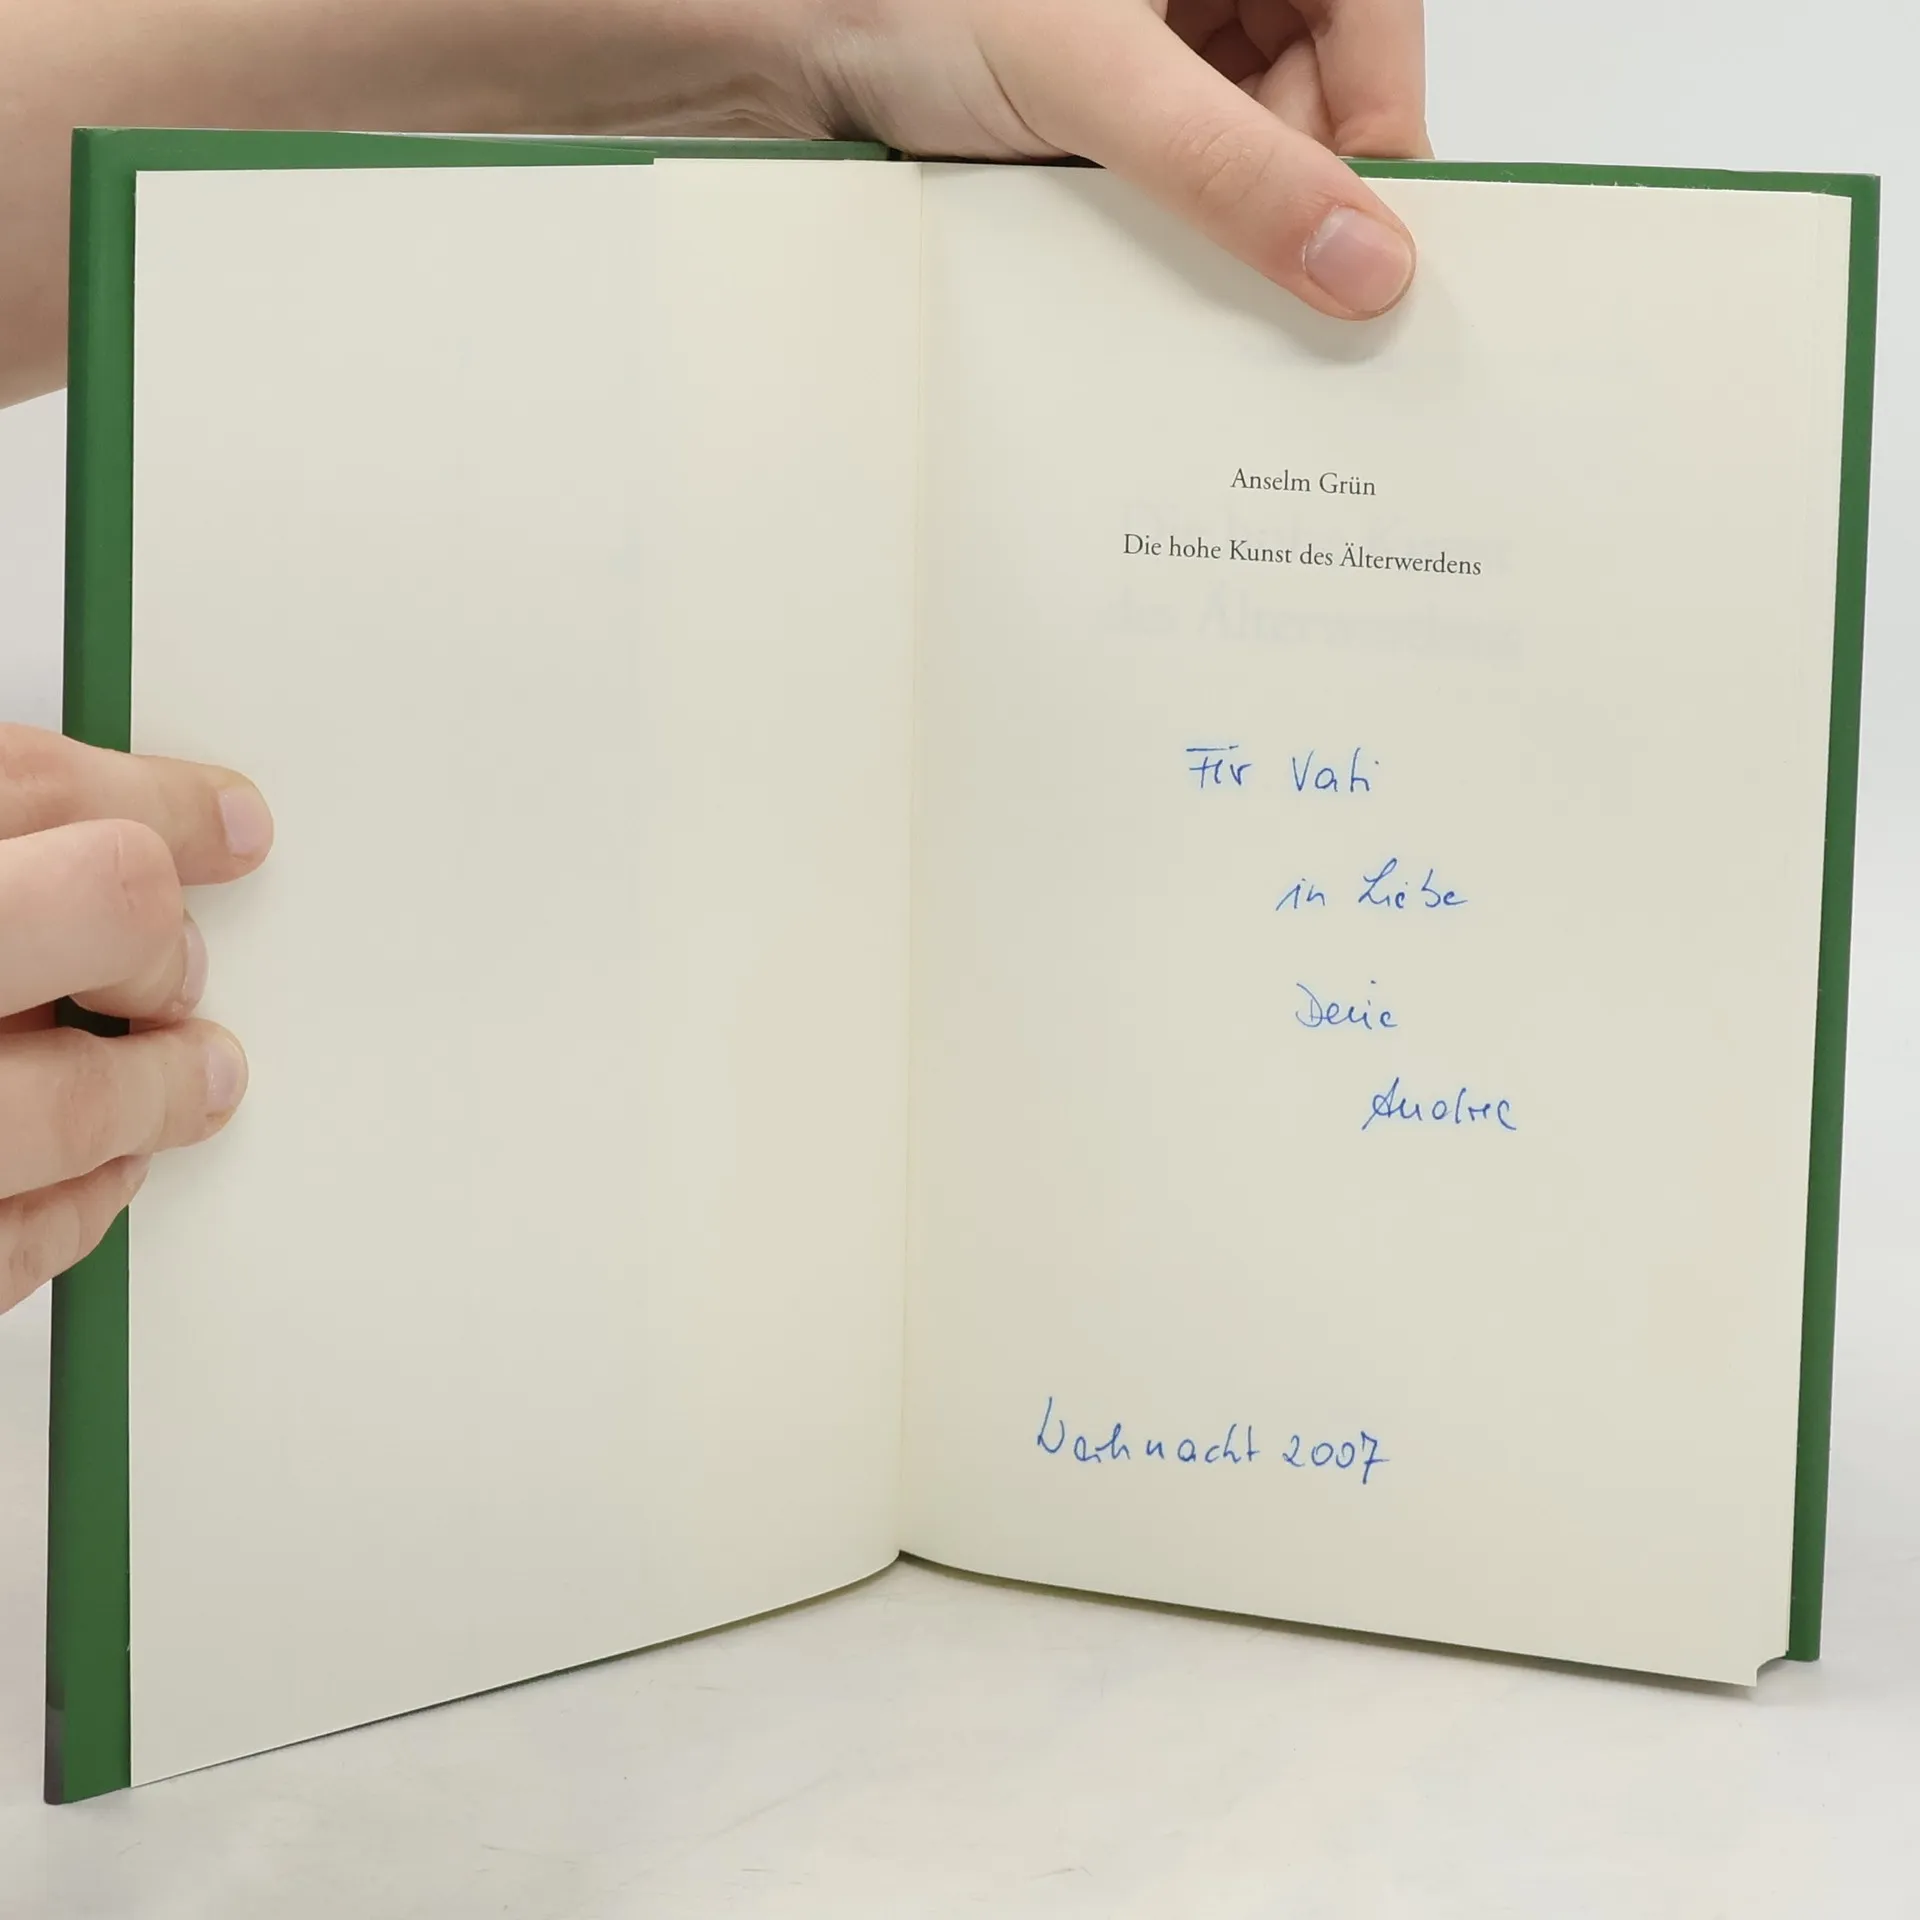 Anselm Grün
Die hohe Kunst des Älterwerdens
Für Vati
in Liebe
Deine
Andrea
Weihnacht 2007